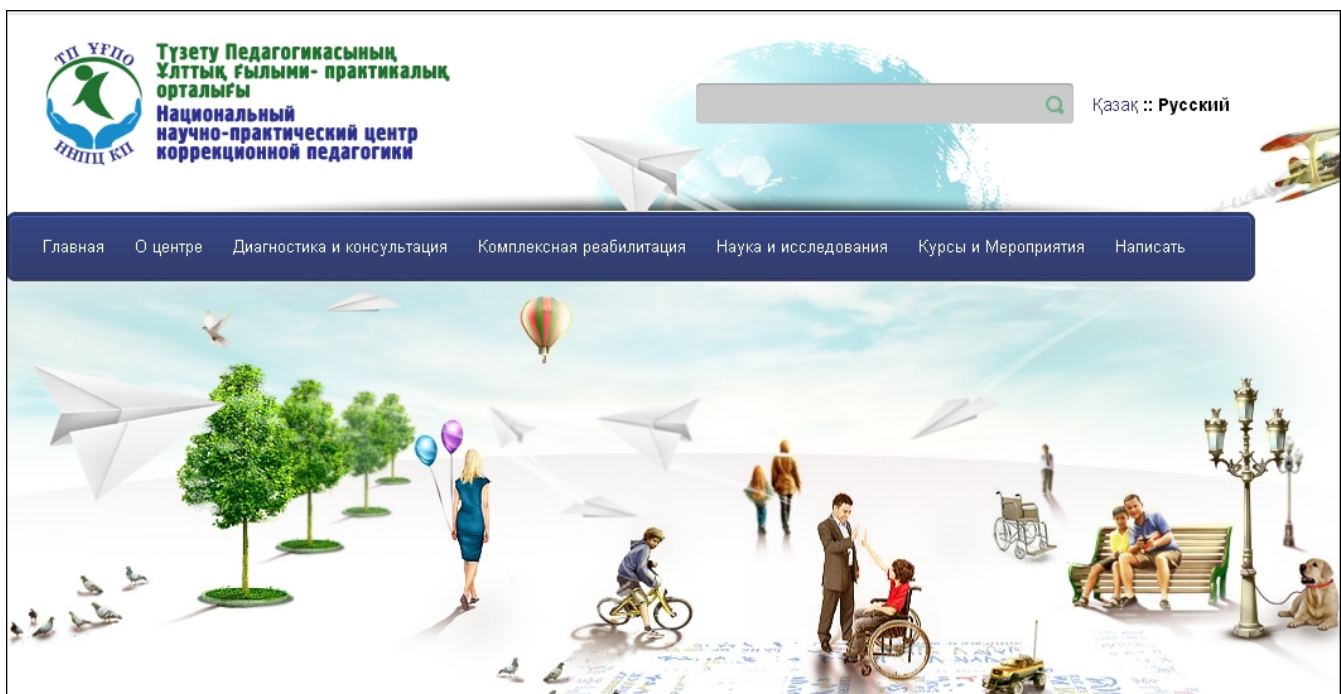 ТП ҰҒПО
ННПЦ КП
Түзету Педагогикасының
Ұлттық ғылыми- практикалық
орталығы
Национальный
научно-практический центр
коррекционной педагогики
Қазақ :: Русский
Главная О центре Диагностика и консультация Комплексная реабилитация Наука и исследования Курсы и Мероприятия Написать